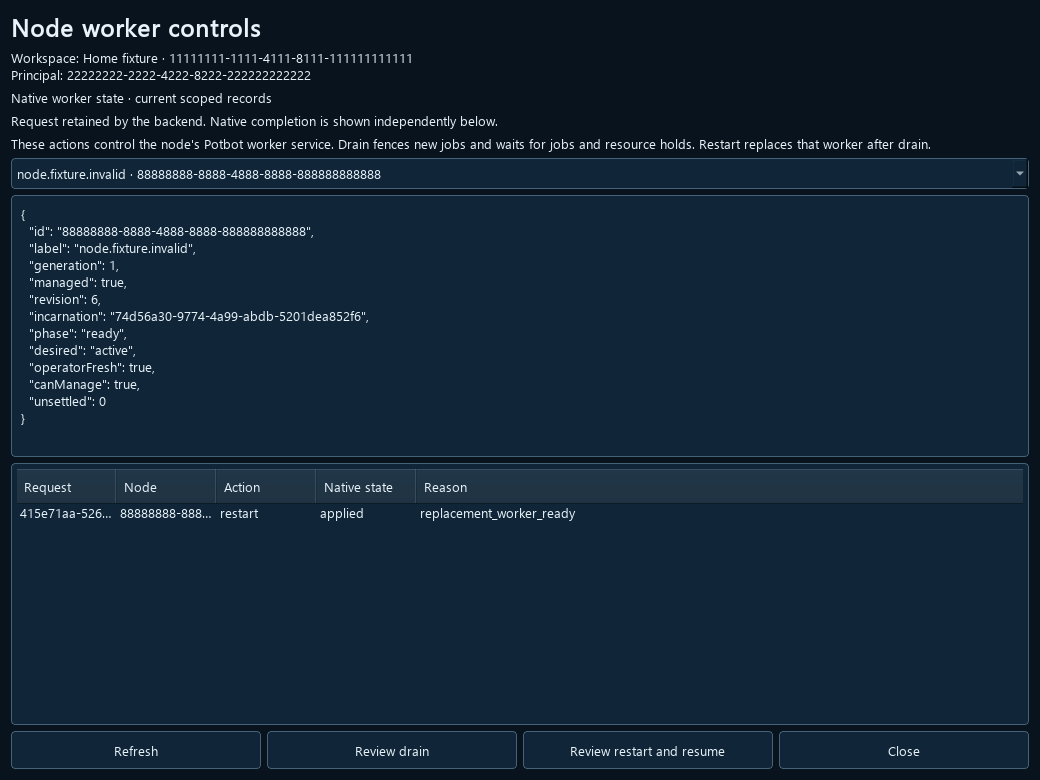 Node worker controls
Workspace: Home fixture · 11111111-1111-4111-8111-111111111111
Principal: 22222222-2222-4222-8222-222222222222
Native worker state · current scoped records
Request retained by the backend. Native completion is shown independently below.
These actions control the node's Potbot worker service. Drain fences new jobs and waits for jobs and resource holds. Restart replaces that worker after drain.
node.fixture.invalid · 88888888-8888-4888-8888-888888888888
{
"id": "88888888-8888-4888-8888-888888888888",
"label": "node.fixture.invalid",
"generation": 1,
"managed": true,
"revision": 6,
"incarnation": "74d56a30-9774-4a99-abdb-5201dea852f6",
"phase": "ready",
"desired": "active",
"operatorFresh": true,
"canManage": true,
"unsettled": 0
}
Request Node Action Native state Reason
415e71aa-526... 88888888-888... restart applied replacement_worker_ready
Refresh Review drain Review restart and resume Close